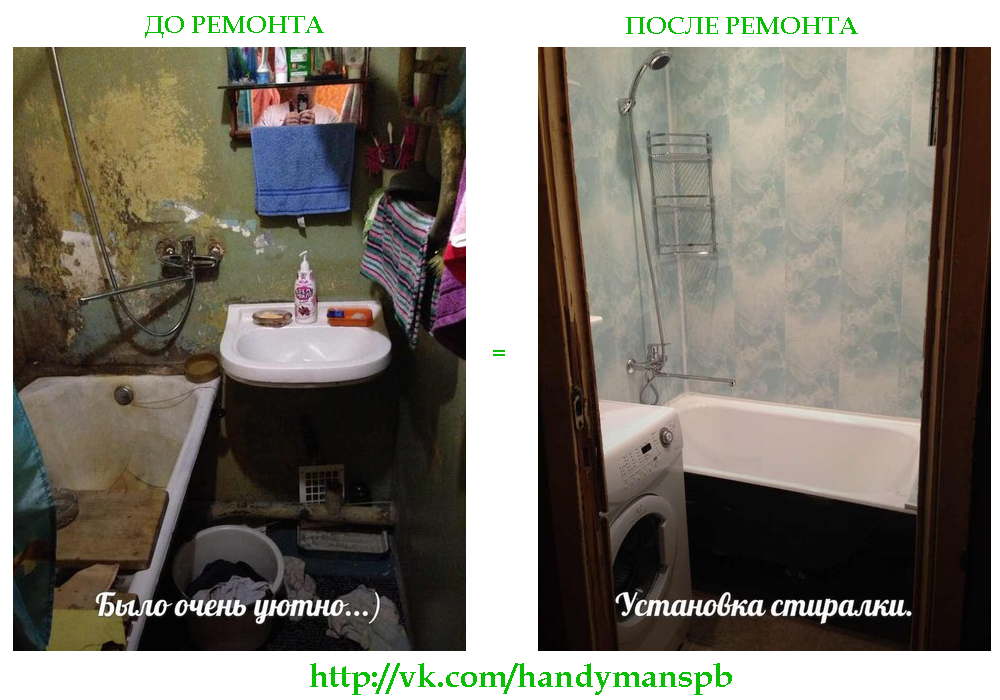 ДО РЕМОНТА
ПОСЛЕ РЕМОНТА
=
Было очень уютно...)
Установка стиралки.
http://vk.com/handymanspb